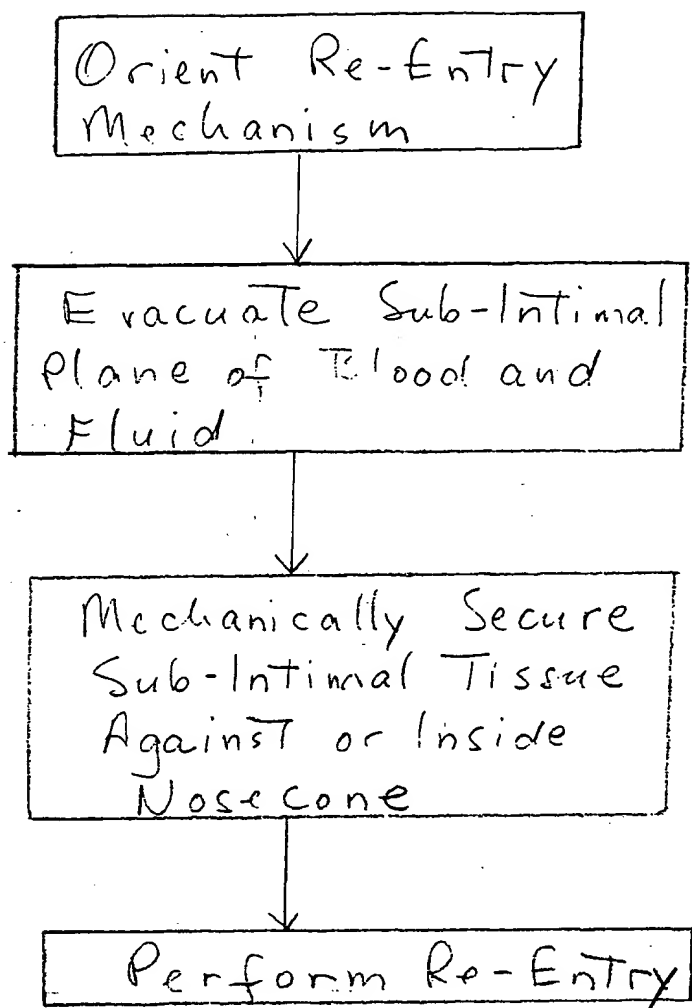 Orient Re-Entry
Mechanism
Evacuate Sub-Intimal
Plane of Blood and
Fluid
Mechanically Secure
Sub-Intimal Tissue
Against or Inside
Nosecone
Perform Re-Entry